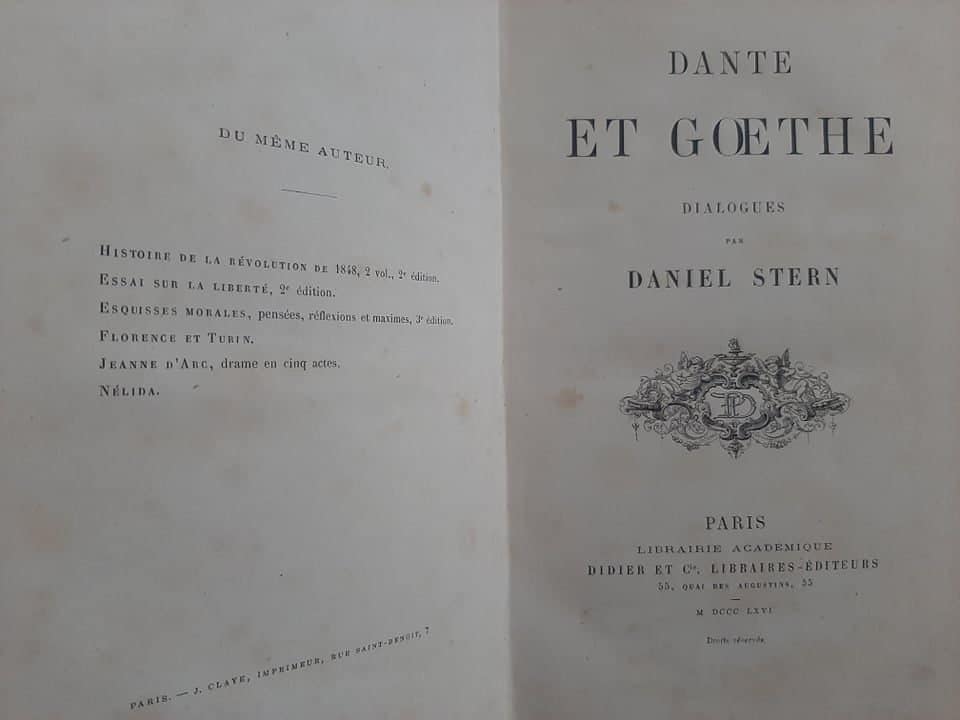 DU MÊME AUTEUR.
HISTOIRE DE LA RÉVOLUTION DE 1848, 2 vol., 2e édition.
ESSAI SUR LA LIBERTÉ, 2e édition.
ESQUISSES MORALES, pensées, réflexions et maximes, 3e édition.
FLORENCE ET TURIN.
JEANNE D'ARC, drame en cinq actes.
NÉLIDA.
PARIS. — J. CLAYE, IMPRIMEUR, RUE SAINT-BENOIT, 7
DANTE
ET GŒTHE
DIALOGUES
PAR
DANIEL STERN
PARIS
LIBRAIRIE ACADÉMIQUE
DIDIER ET Cie, LIBRAIRES-ÉDITEURS
35, QUAI DES AUGUSTINS, 35
M DCCC LXVI
Droits réservés.